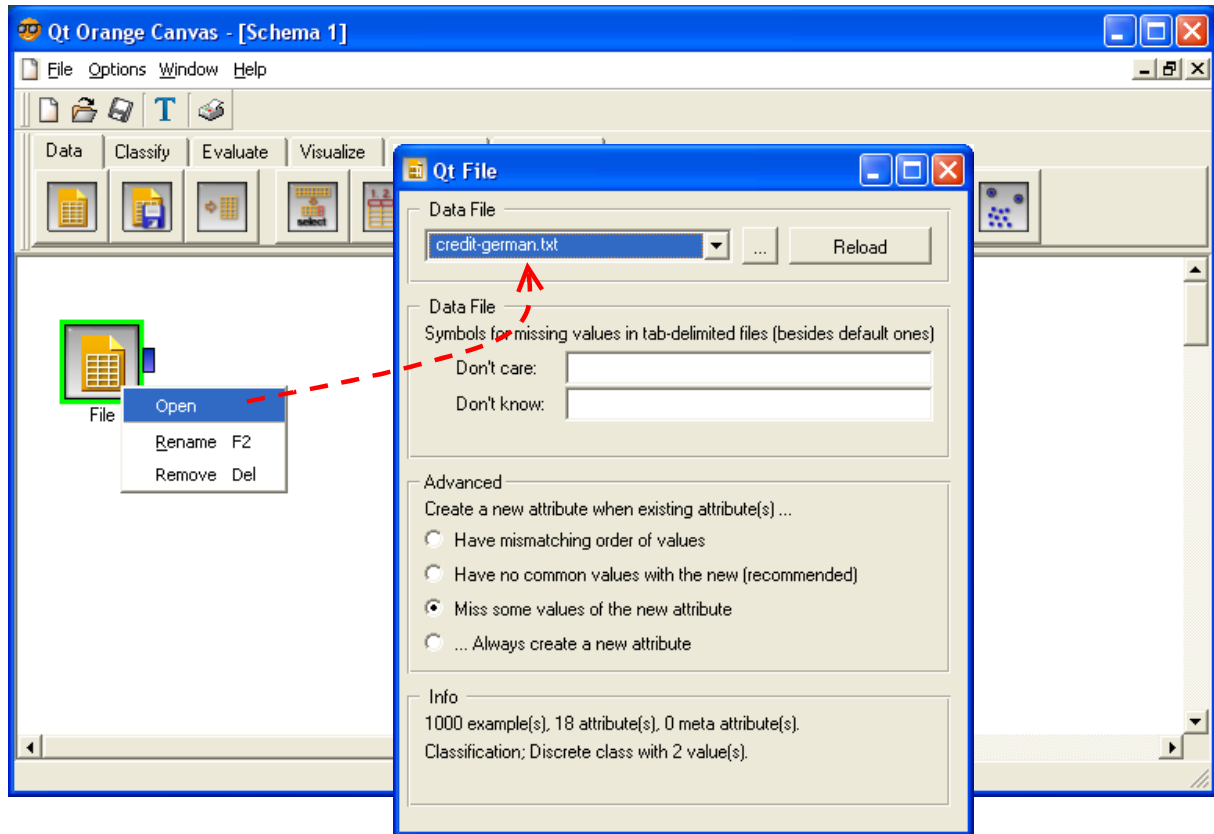 Qt Orange Canvas - [Schema 1]
File Options Window Help
T
Data Classify Evaluate Visualize
select
1 2
File
Open
Rename F2
Remove Del
Qt File
Data File
credit-german.txt ... Reload
Data File
Symbols for missing values in tab-delimited files (besides default ones)
Don't care:
Don't know:
Advanced
Create a new attribute when existing attribute(s) ...
Have mismatching order of values
Have no common values with the new (recommended)
Miss some values of the new attribute
... Always create a new attribute
Info
1000 example(s), 18 attribute(s), 0 meta attribute(s).
Classification; Discrete class with 2 value(s).